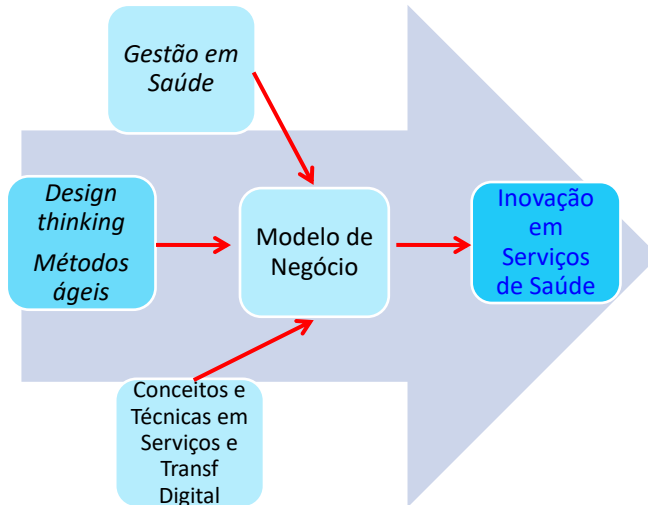 Gestão em
Saúde
Design
thinking
Métodos
ágeis
Modelo de
Negócio
Inovação
em
Serviços
de Saúde
Conceitos e
Técnicas em
Serviços e
Transf
Digital